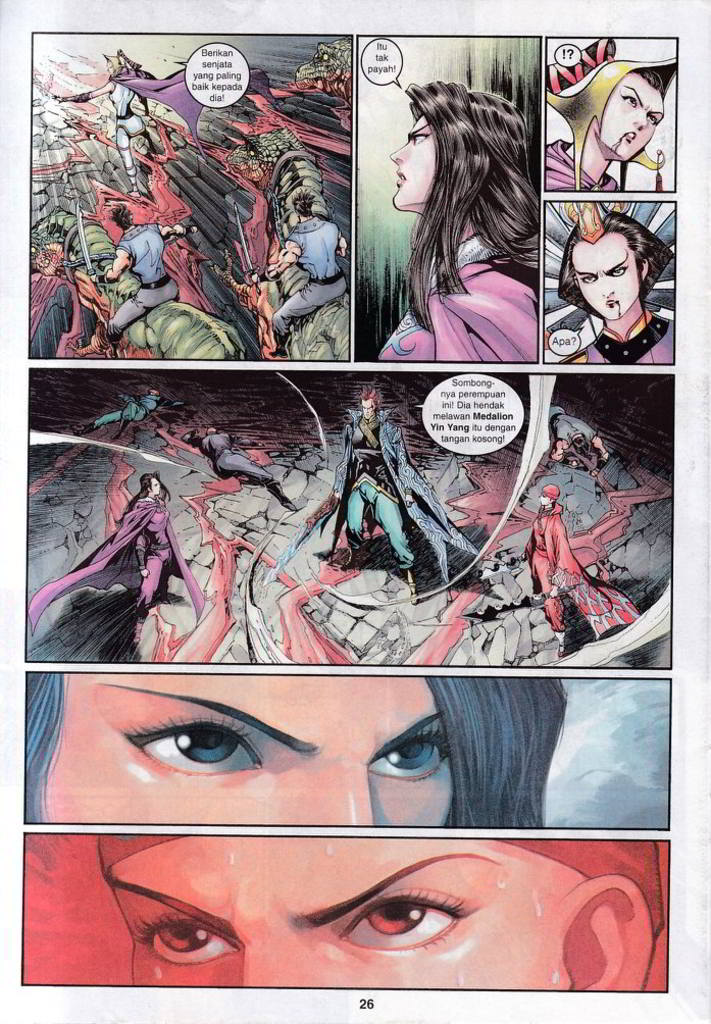 Berikan
senjata
yang paling
baik kepada
dia!
Itu
tak
payah!
!?
Apa?
Sombong-
nya perempuan
ini! Dia hendak
melawan Medalion
Yin Yang itu dengan
tangan kosong!
26